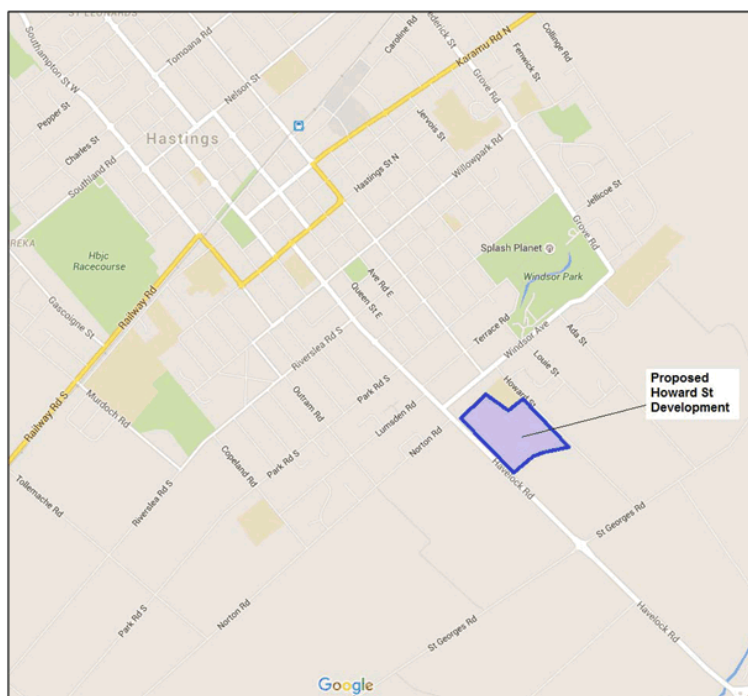 ST LEONARDS
Southampton St W
Tomoana Rd
Caroline Rd
Karamu Rd N
Fenwick St
Collinge Rd
Pepper St
Nelson St
Grove Rd
Charles St
Hastings
Jervois St
Southland Rd
Hastings St N
Willowpark Rd
Jellicoe St
Grove Rd
Splash Planet
Hbjc
Racecourse
Windsor Park
Ave Rd E
Queen St E
Railway Rd
Gascoigne St
Terrace Rd
Windsor Ave
Ada St
Riverslea Rd S
Louie St
Howard St
Proposed
Howard St
Development
Park Rd S
Outram Rd
Lumsden Rd
Murdoch Rd
Railway Rd S
Norton Rd
Copeland Rd
Park Rd S
Havelock Rd
Tollemache Rd
Riverslea Rd S
St Georges Rd
Norton Rd
Park Rd S
St Georges Rd
Havelock Rd
Google